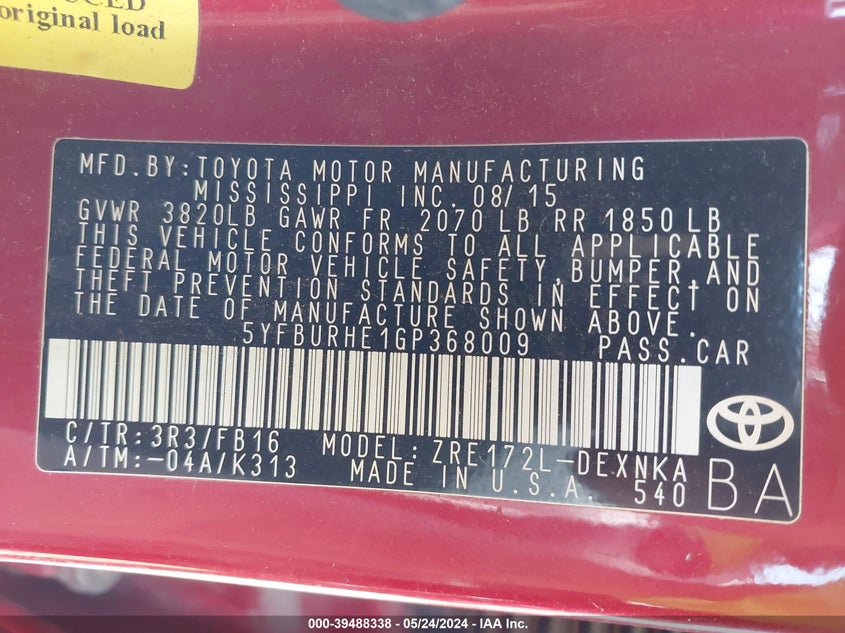 original load
MFD.BY:TOYOTA MOTOR MANUFACTURING
MISSISSIPPI INC. 08/15
GVWR 3820LB GAWR FR 2070 LB RR 1850 LB
THIS VEHICLE CONFORMS TO ALL APPLICABLE
FEDERAL MOTOR VEHICLE SAFETY,BUMPER,AND
THEFT PREVENTION STANDARDS IN EFFECT ON
THE DATE OF MANUFACTURE SHOWN ABOVE.
5YFBURHE1GP368009 PASS.CAR
C/TR:3R3/FB16 MODEL:ZRE172L-DEXNKA
A/TM:-04A/K313 MADE IN U.S.A. 540 BA
000-39488338 - 05/24/2024 - IAA Inc.